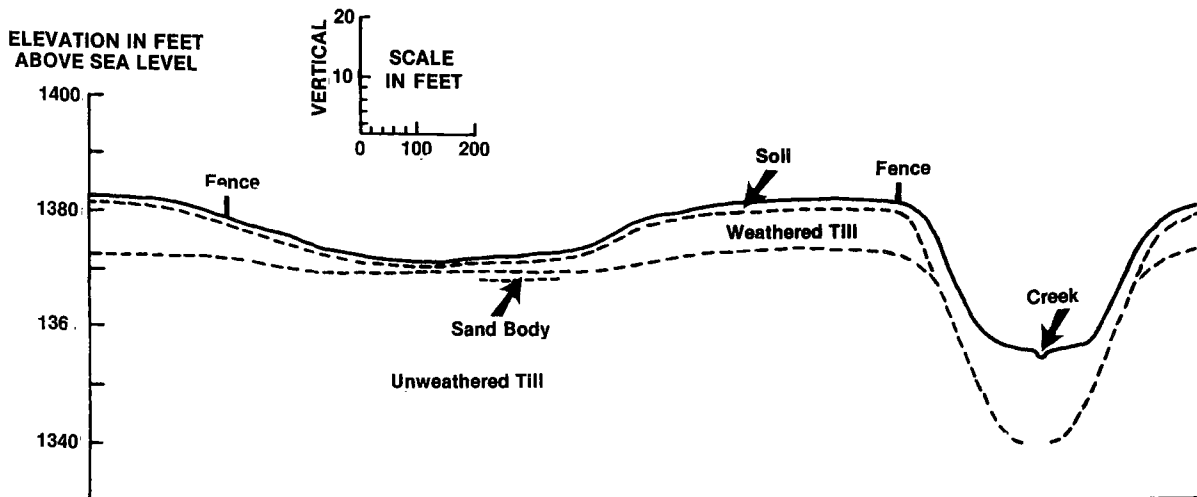 ELEVATION IN FEET
ABOVE SEA LEVEL
1400
1380
136
1340
VERTICAL
20
10
0
100
200
SCALE
IN FEET
Fence
Soil
Fence
Weathered Till
Creek
Sand Body
Unweathered Till